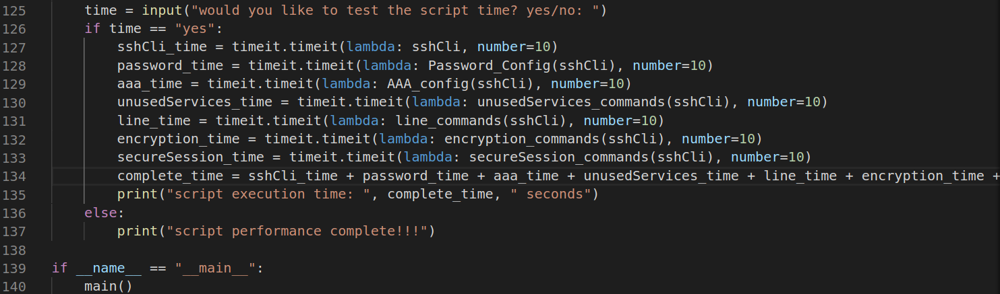 125 time = input("would you like to test the script time? yes/no: ")
126 if time == "yes":
127 sshCli_time = timeit.timeit(lambda: sshCli, number=10)
128 password_time = timeit.timeit(lambda: Password_Config(sshCli), number=10)
129 aaa_time = timeit.timeit(lambda: AAA_config(sshCli), number=10)
130 unusedServices_time = timeit.timeit(lambda: unusedServices_commands(sshCli), number=10)
131 line_time = timeit.timeit(lambda: line_commands(sshCli), number=10)
132 encryption_time = timeit.timeit(lambda: encryption_commands(sshCli), number=10)
133 secureSession_time = timeit.timeit(lambda: secureSession_commands(sshCli), number=10)
134 complete_time = sshCli_time + password_time + aaa_time + unusedServices_time + line_time + encryption_time +
135 print("script execution time: ", complete_time, " seconds")
136 else:
137 print("script performance complete!!!")
138
139 if __name__ == "__main__":
140 main()